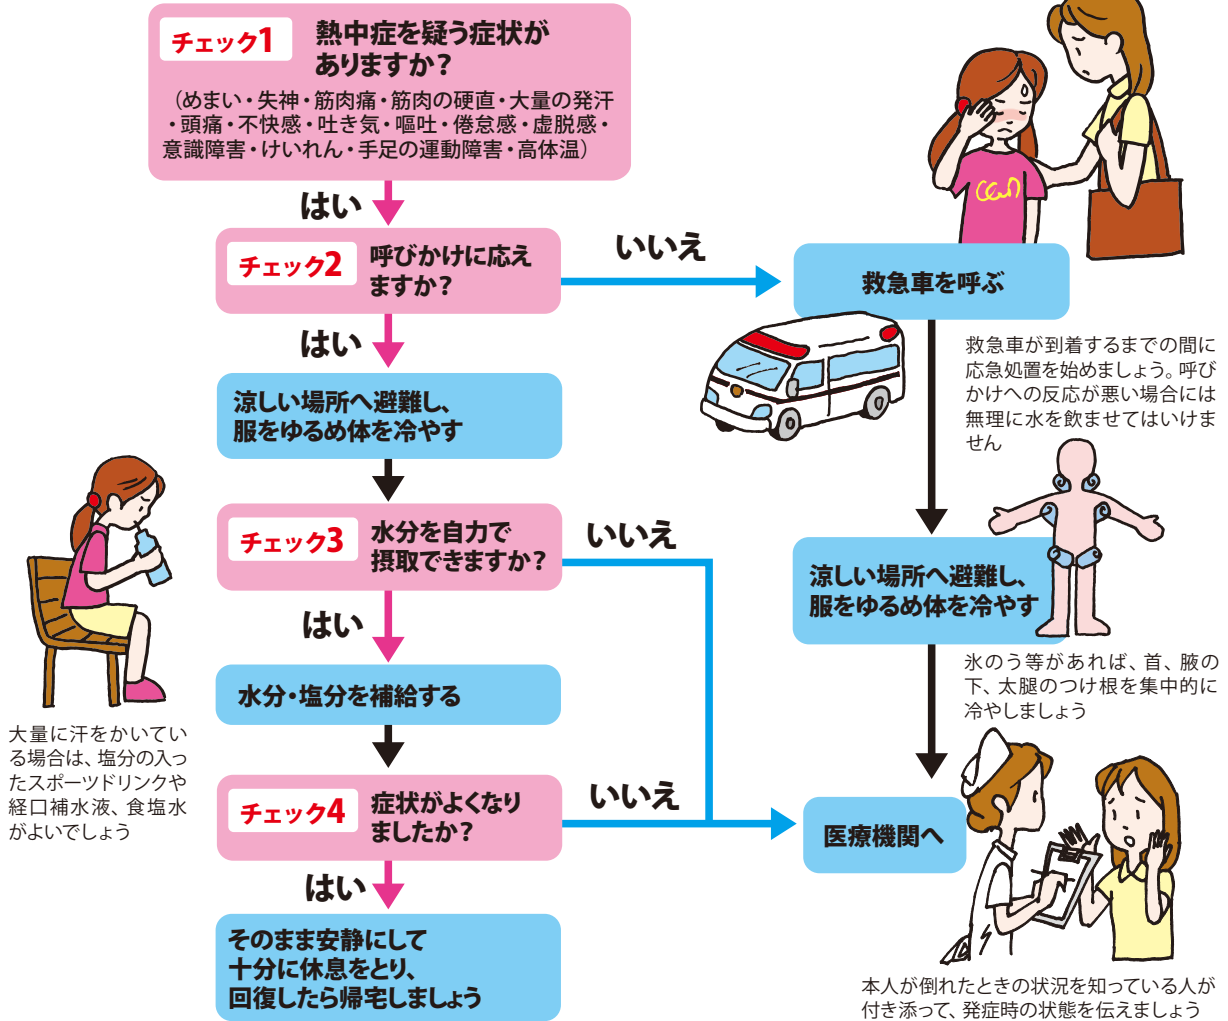 チェック1 熱中症を疑う症状が
ありますか？
（めまい・失神・筋肉痛・筋肉の硬直・大量の発汗
・頭痛・不快感・吐き気・嘔吐・倦怠感・虚脱感・
意識障害・けいれん・手足の運動障害・高体温）
はい
チェック2 呼びかけに応え
ますか？
いいえ
救急車を呼ぶ
救急車が到着するまでの間に
応急処置を始めましょう。呼び
かけへの反応が悪い場合には
無理に水を飲ませてはいけま
せん
はい
涼しい場所へ避難し、
服をゆるめ体を冷やす
チェック3 水分を自力で
摂取できますか？
いいえ
涼しい場所へ避難し、
服をゆるめ体を冷やす
氷のう等があれば、首、腋の
下、太腿のつけ根を集中的に
冷やしましょう
はい
水分・塩分を補給する
大量に汗をかいてい
る場合は、塩分の入っ
たスポーツドリンクや
経口補水液、食塩水
がよいでしょう
チェック4 症状がよくなり
ましたか？
いいえ
医療機関へ
本人が倒れたときの状況を知っている人が
付き添って、発症時の状態を伝えましょう
はい
そのまま安静にして
十分に休息をとり、
回復したら帰宅しましょう